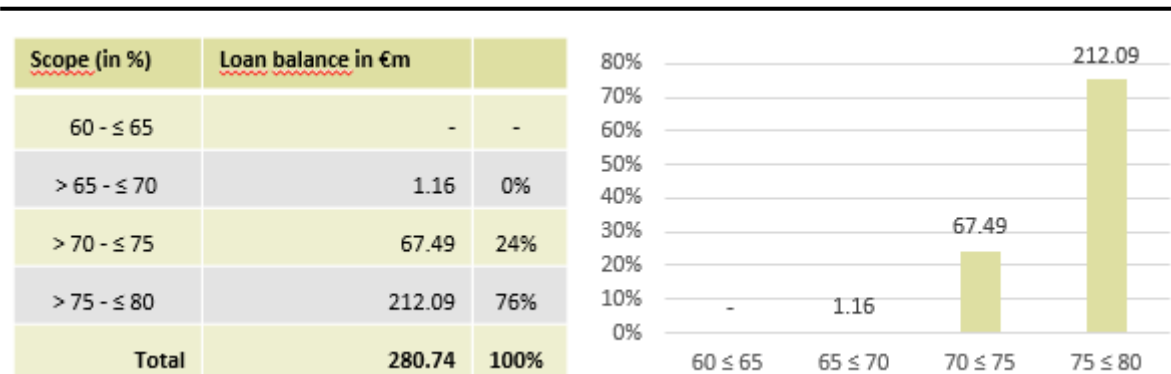 Scope (in %) Loan balance in €m
60 - ≤ 65 - -
> 65 - ≤ 70 1.16 0%
> 70 - ≤ 75 67.49 24%
> 75 - ≤ 80 212.09 76%
Total 280.74 100%
80%
70%
60%
50%
40%
30%
20%
10%
0%
-
1.16
67.49
212.09
60 ≤ 65 65 ≤ 70 70 ≤ 75 75 ≤ 80